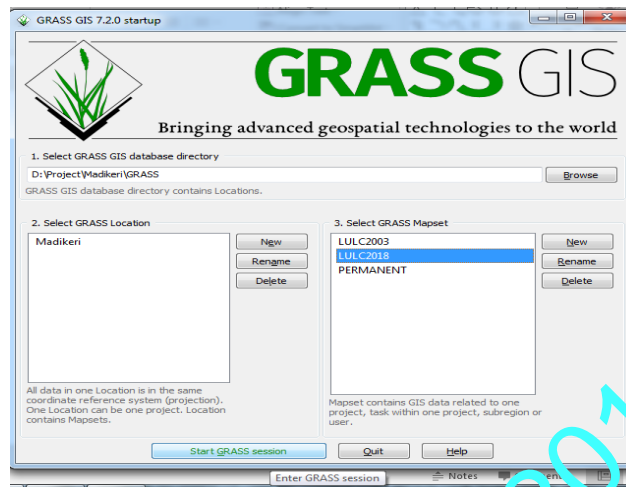 GRASS GIS 7.2.0 startup
GRASS GIS
Bringing advanced geospatial technologies to the world
1. Select GRASS GIS database directory
D:\Project\Madikeri\GRASS
Browse
GRASS GIS database directory contains Locations.
2. Select GRASS Location
Madikeri
New
Rename
Delete
All data in one Location is in the same
coordinate reference system (projection).
One Location can be one project. Location
contains Mapsets.
3. Select GRASS Mapset
LULC2003
LULC2018
PERMANENT
New
Rename
Delete
Mapset contains GIS data related to one
project, task within one project, subregion or
user.
Start GRASS session
Quit
Help
Enter GRASS session
Notes